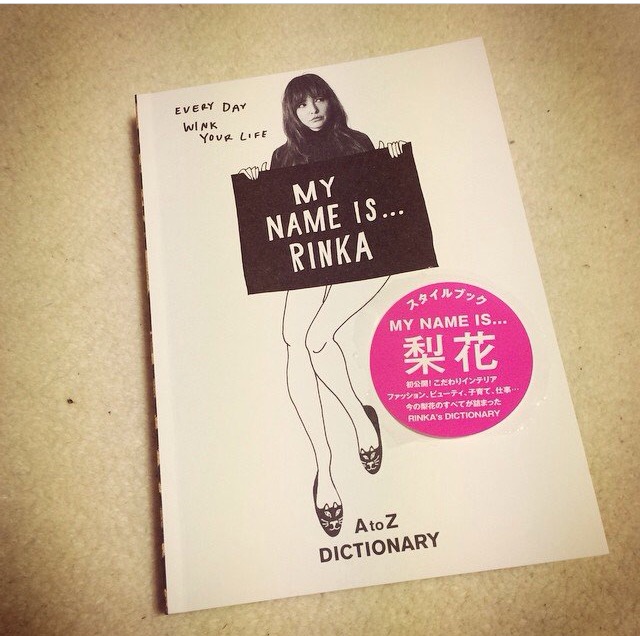 EVERY DAY
WINK
YOUR LIFE
MY
NAME IS...
RINKA
スタイルブック
MY NAME IS...
梨花
初公開!こだわりインテリア
ファッション、ビューティ、子育て、仕事…
今の梨花のすべてが詰まった
RINKA's DICTIONARY
A to Z
DICTIONARY